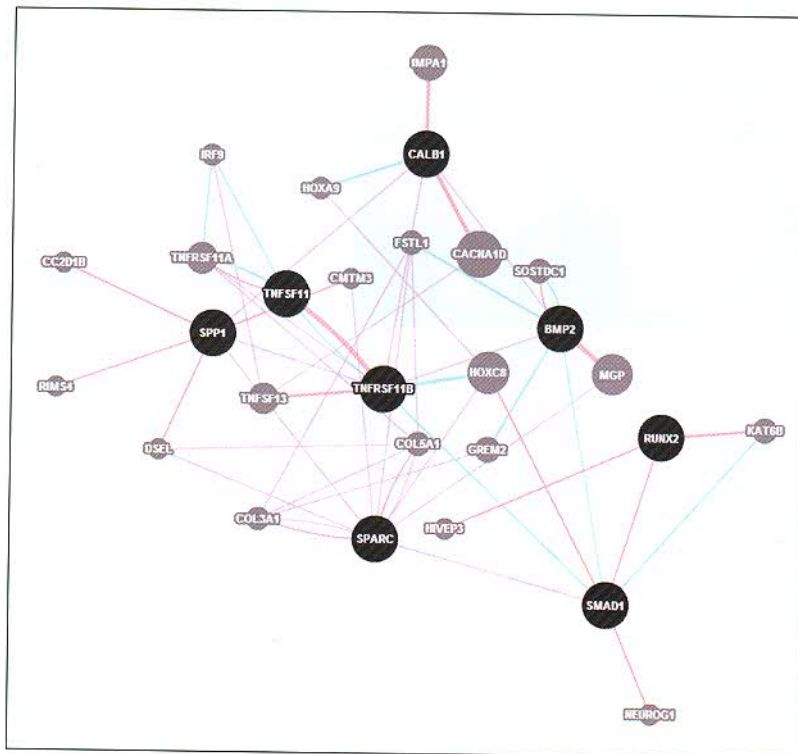 IMPA1
CALB1
IRF9
HOXA9
FSTL1
TNFRSF11A
CACNA1D
CC2D1B
SOSTDC1
CMTM3
TNFSF11
BMP2
SPP1
HOXC8
MGP
RIMS4
TNFRSF11B
TNFSF13
KAT6B
RUNX2
COL5A1
DSEL
GREM2
COL3A1
HIVEP3
SPARC
SMAD1
NEUROG1